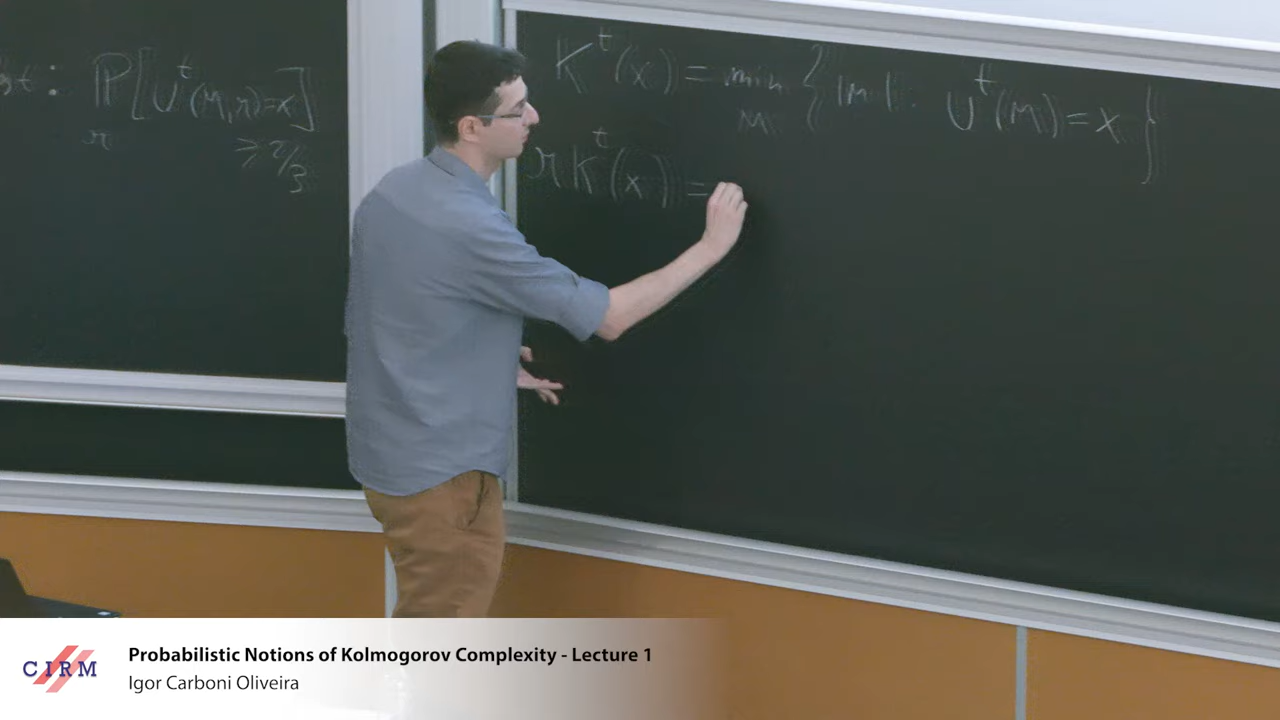 st : ℙ[U^t(M,r)=x]
r
≥ 2/3
K^t(x) = min { |M| : U^t(M) = x }
M
rK^t(x) =
CIRM
Probabilistic Notions of Kolmogorov Complexity - Lecture 1
Igor Carboni Oliveira